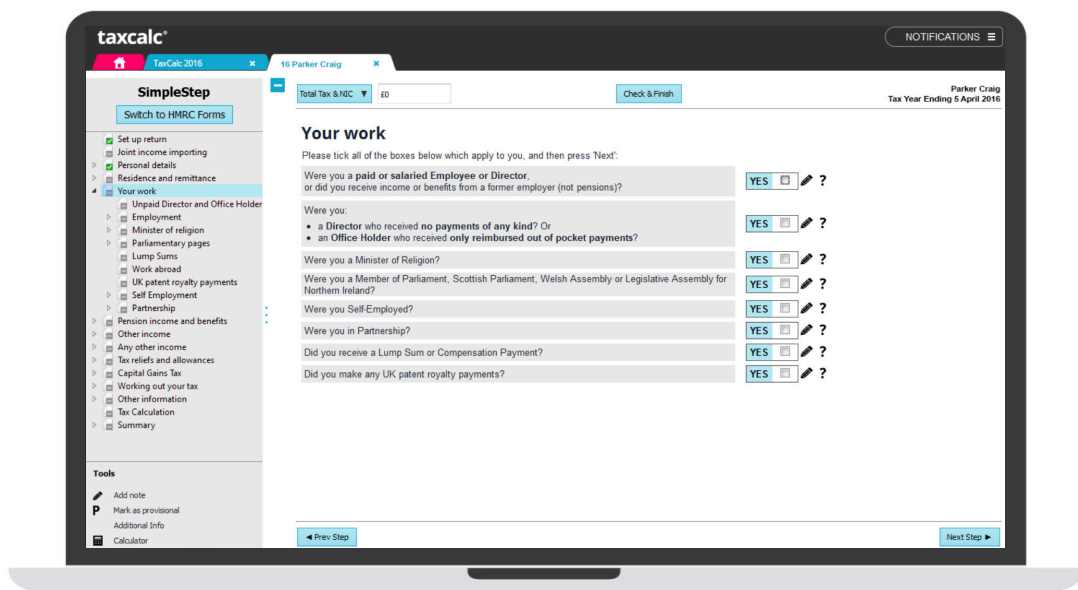 taxcalc®
NOTIFICATIONS
TaxCalc 2016
16 Parker Craig
SimpleStep
Switch to HMRC Forms
Set up return
Joint income importing
Personal details
Residence and remittance
Your work
Unpaid Director and Office Holder
Employment
Minister of religion
Parliamentary pages
Lump Sums
Work abroad
UK patent royalty payments
Self Employment
Partnership
Pension income and benefits
Other income
Any other income
Tax reliefs and allowances
Capital Gains Tax
Working out your tax
Other information
Tax Calculation
Summary
Tools
Add note
P Mark as provisional
Additional Info
Calculator
Total Tax & NIC ▼ £0
Check & Finish
Parker Craig
Tax Year Ending 5 April 2016
Your work
Please tick all of the boxes below which apply to you, and then press 'Next':
Were you a paid or salaried Employee or Director,
or did you receive income or benefits from a former employer (not pensions)?
YES ?
Were you:
• a Director who received no payments of any kind? Or
• an Office Holder who received only reimbursed out of pocket payments?
YES ?
Were you a Minister of Religion?
YES ?
Were you a Member of Parliament, Scottish Parliament, Welsh Assembly or Legislative Assembly for
Northern Ireland?
YES ?
Were you Self-Employed?
YES ?
Were you in Partnership?
YES ?
Did you receive a Lump Sum or Compensation Payment?
YES ?
Did you make any UK patent royalty payments?
YES ?
◄ Prev Step
Next Step ►